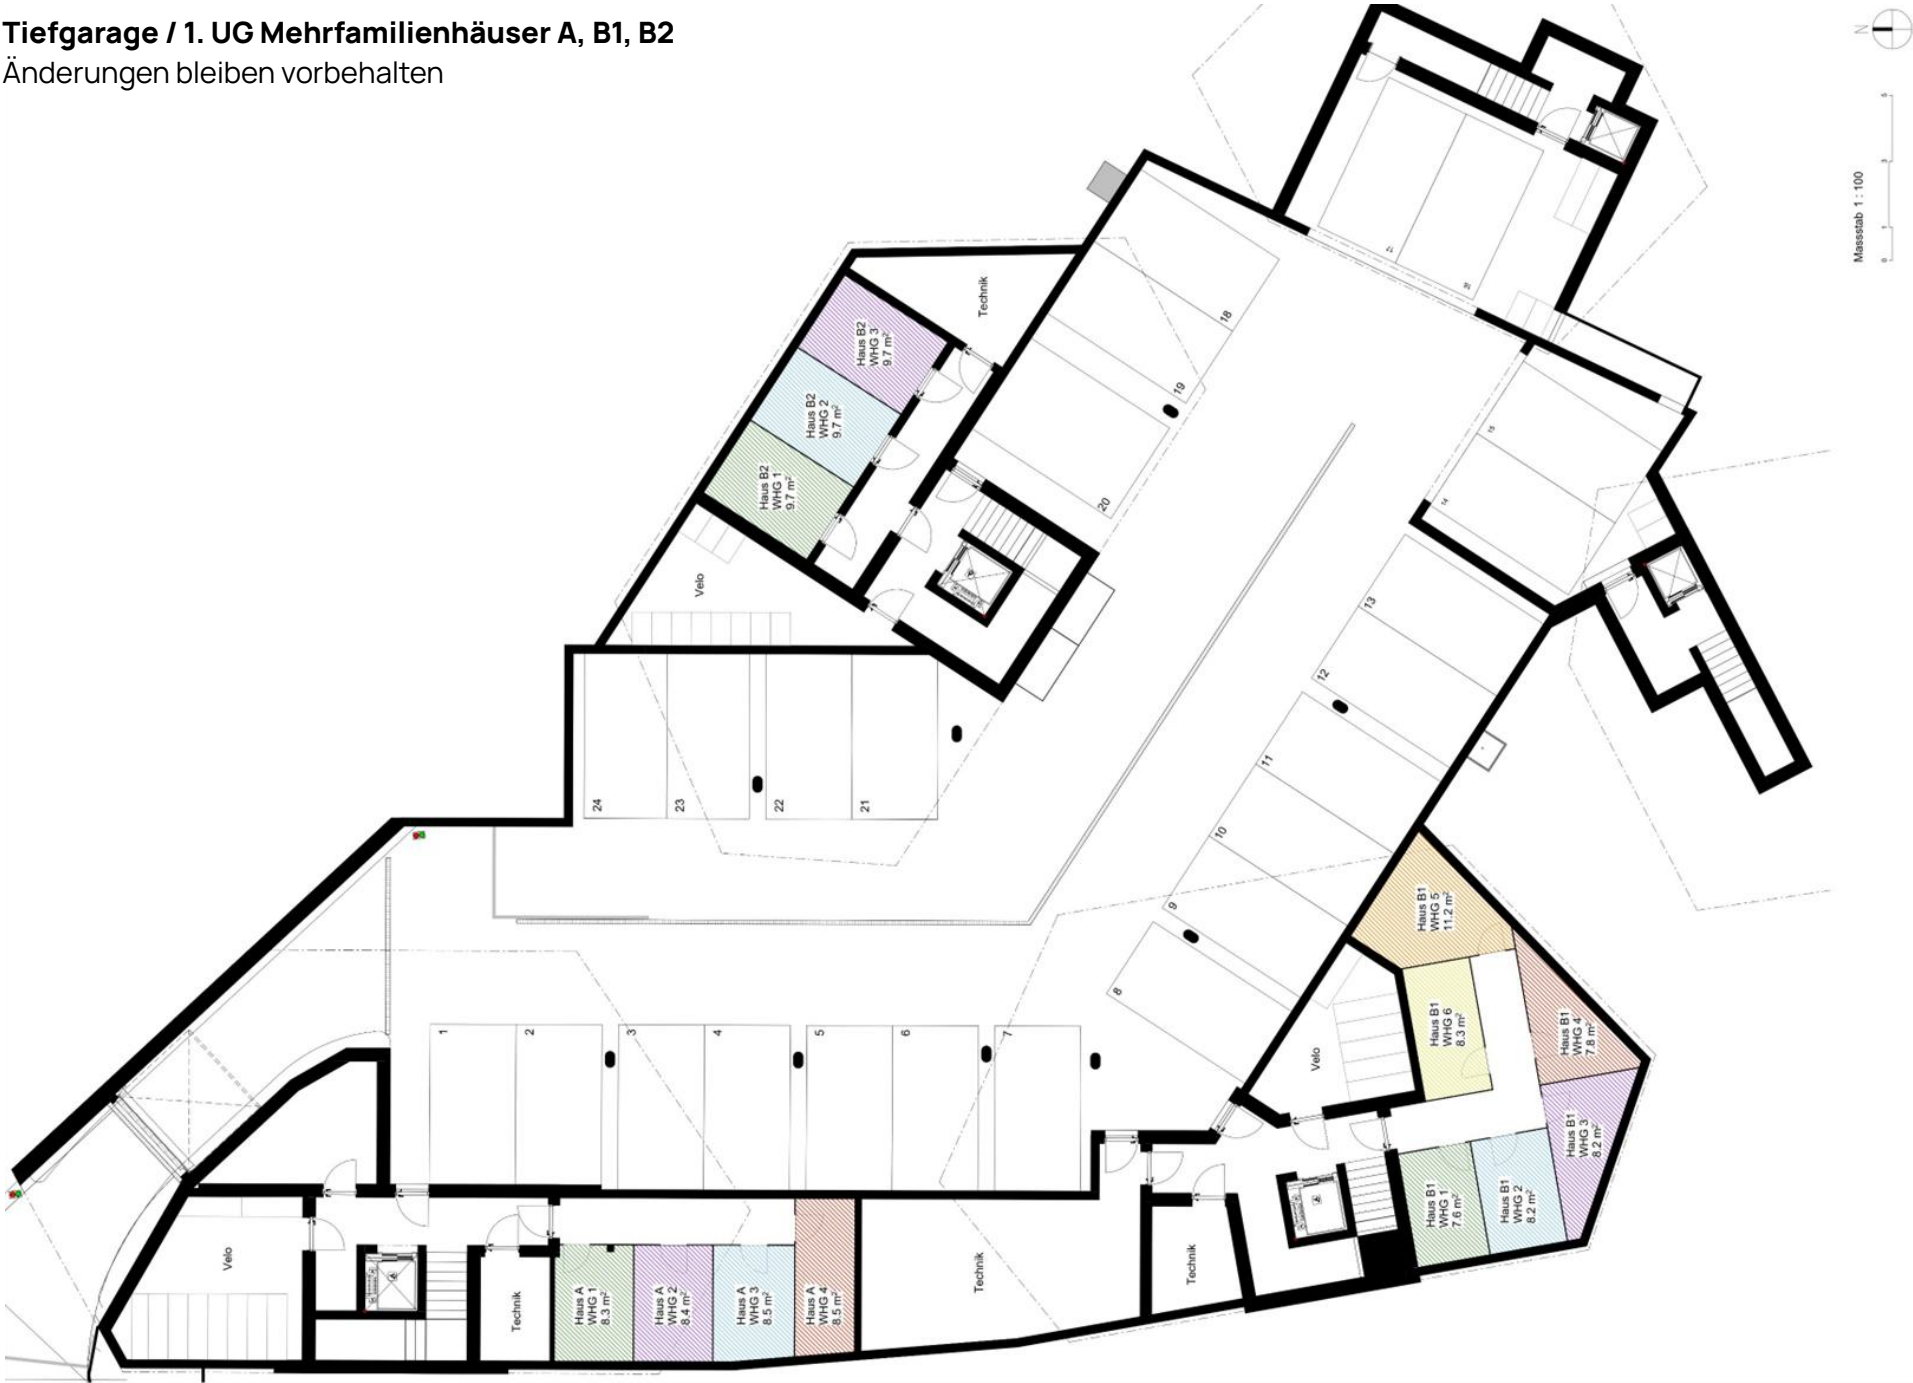 Tiefgarage / 1. UG Mehrfamilienhäuser A, B1, B2
Änderungen bleiben vorbehalten
N
Massstab 1 : 100
0
1
3
5
17
16
18
Technik
19
20
Haus B2
WHG 3
9.7 m²
Haus B2
WHG 2
9.7 m²
Haus B2
WHG 1
9.7 m²
Velo
15
14
13
12
11
10
9
8
24
23
22
21
1
2
3
4
5
6
7
Haus B1
WHG 5
11.2 m²
Haus B1
WHG 6
8.3 m²
Haus B1
WHG 4
7.8 m²
Haus B1
WHG 3
8.2 m²
Haus B1
WHG 2
8.2 m²
Haus B1
WHG 1
7.6 m²
Velo
Velo
Technik
Haus A
WHG 1
8.3 m²
Haus A
WHG 2
8.4 m²
Haus A
WHG 3
8.5 m²
Haus A
WHG 4
8.5 m²
Technik
Technik